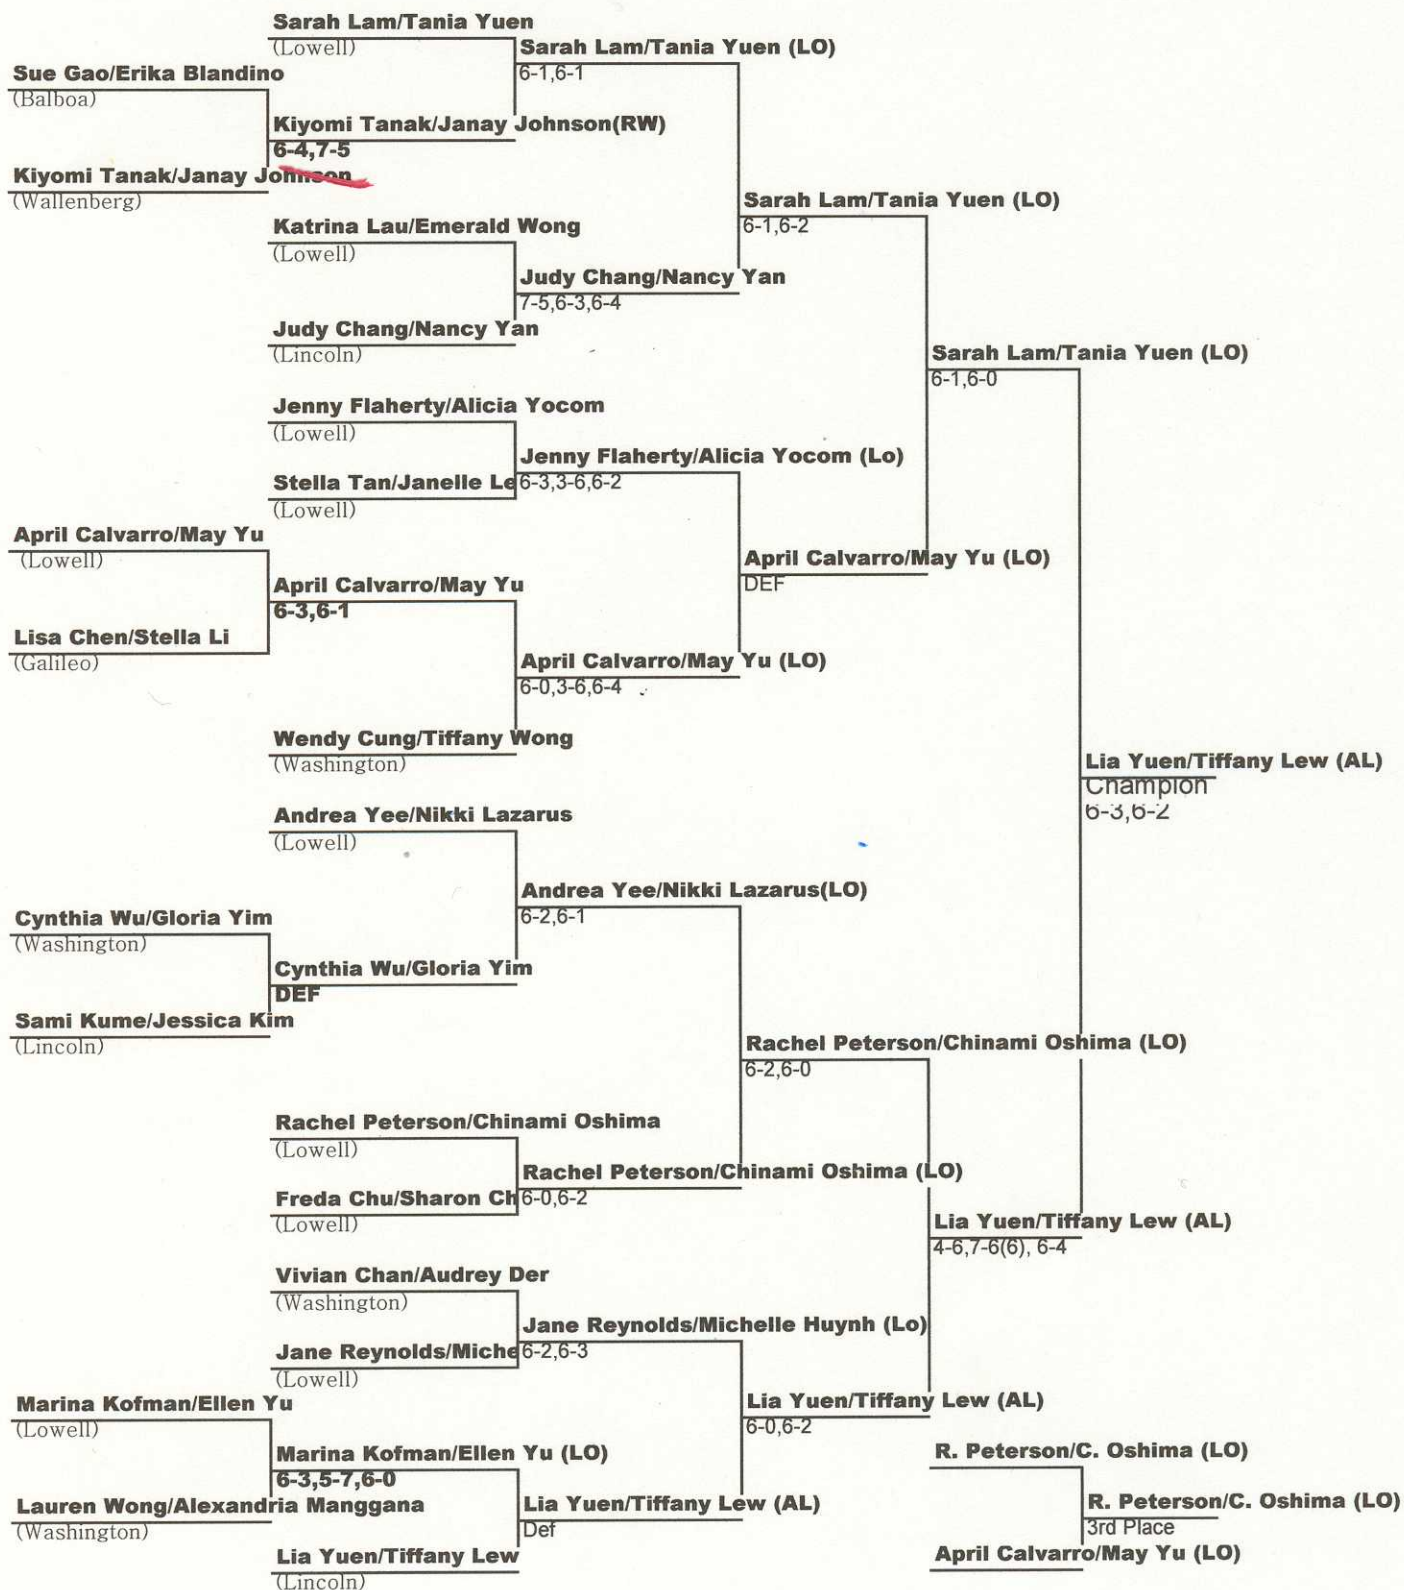 Sarah Lam/Tania Yuen
(Lowell)
Sarah Lam/Tania Yuen (LO)
6-1,6-1
Sue Gao/Erika Blandino
(Balboa)
Kiyomi Tanak/Janay Johnson(RW)
6-4,7-5
Kiyomi Tanak/Janay Johnson
(Wallenberg)
Sarah Lam/Tania Yuen (LO)
6-1,6-2
Katrina Lau/Emerald Wong
(Lowell)
Judy Chang/Nancy Yan
7-5,6-3,6-4
Judy Chang/Nancy Yan
(Lincoln)
Sarah Lam/Tania Yuen (LO)
6-1,6-0
Jenny Flaherty/Alicia Yocom
(Lowell)
Jenny Flaherty/Alicia Yocom (Lo)
6-3,3-6,6-2
Stella Tan/Janelle Le
(Lowell)
April Calvarro/May Yu
(Lowell)
April Calvarro/May Yu (LO)
DEF
April Calvarro/May Yu
6-3,6-1
Lisa Chen/Stella Li
(Galileo)
April Calvarro/May Yu (LO)
6-0,3-6,6-4
Wendy Cung/Tiffany Wong
(Washington)
Lia Yuen/Tiffany Lew (AL)
Champion
6-3,6-2
Andrea Yee/Nikki Lazarus
(Lowell)
Andrea Yee/Nikki Lazarus(LO)
6-2,6-1
Cynthia Wu/Gloria Yim
(Washington)
Cynthia Wu/Gloria Yim
DEF
Sami Kume/Jessica Kim
(Lincoln)
Rachel Peterson/Chinami Oshima (LO)
6-2,6-0
Rachel Peterson/Chinami Oshima
(Lowell)
Rachel Peterson/Chinami Oshima (LO)
6-0,6-2
Freda Chu/Sharon Ch
(Lowell)
Lia Yuen/Tiffany Lew (AL)
4-6,7-6(6), 6-4
Vivian Chan/Audrey Der
(Washington)
Jane Reynolds/Michelle Huynh (Lo)
6-2,6-3
Jane Reynolds/Miche
(Lowell)
Marina Kofman/Ellen Yu
(Lowell)
Lia Yuen/Tiffany Lew (AL)
6-0,6-2
Marina Kofman/Ellen Yu (LO)
6-3,5-7,6-0
R. Peterson/C. Oshima (LO)
Lauren Wong/Alexandria Manggana
(Washington)
Lia Yuen/Tiffany Lew (AL)
Def
R. Peterson/C. Oshima (LO)
3rd Place
Lia Yuen/Tiffany Lew
(Lincoln)
April Calvarro/May Yu (LO)